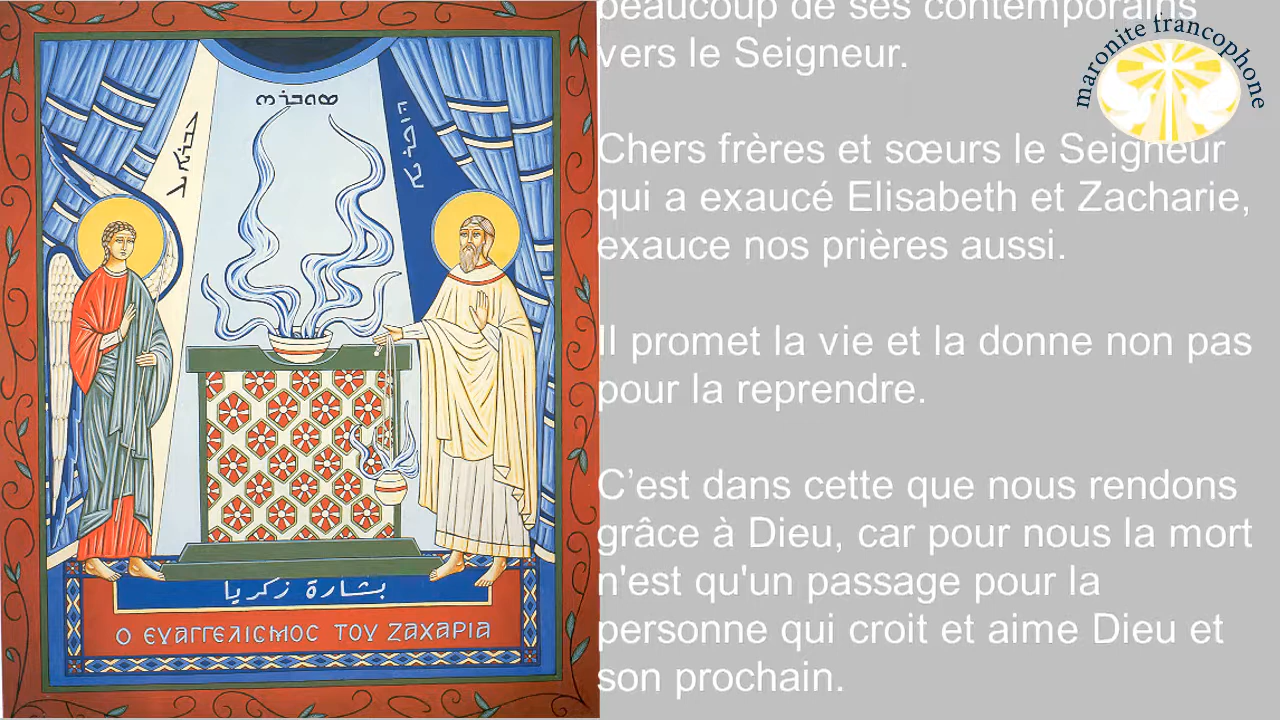 beaucoup de ses contemporains
vers le Seigneur.
Chers frères et sœurs le Seigneur
qui a exaucé Elisabeth et Zacharie,
exauce nos prières aussi.
Il promet la vie et la donne non pas
pour la reprendre.
C’est dans cette que nous rendons
grâce à Dieu, car pour nous la mort
n'est qu'un passage pour la
personne qui croit et aime Dieu et
son prochain.
maronite francophone
بشارة زكريا
Ο ΕΥΑΓΓΕΛΙСΜΟС ΤΟΥ ΖΑΧΑΡΙΑ